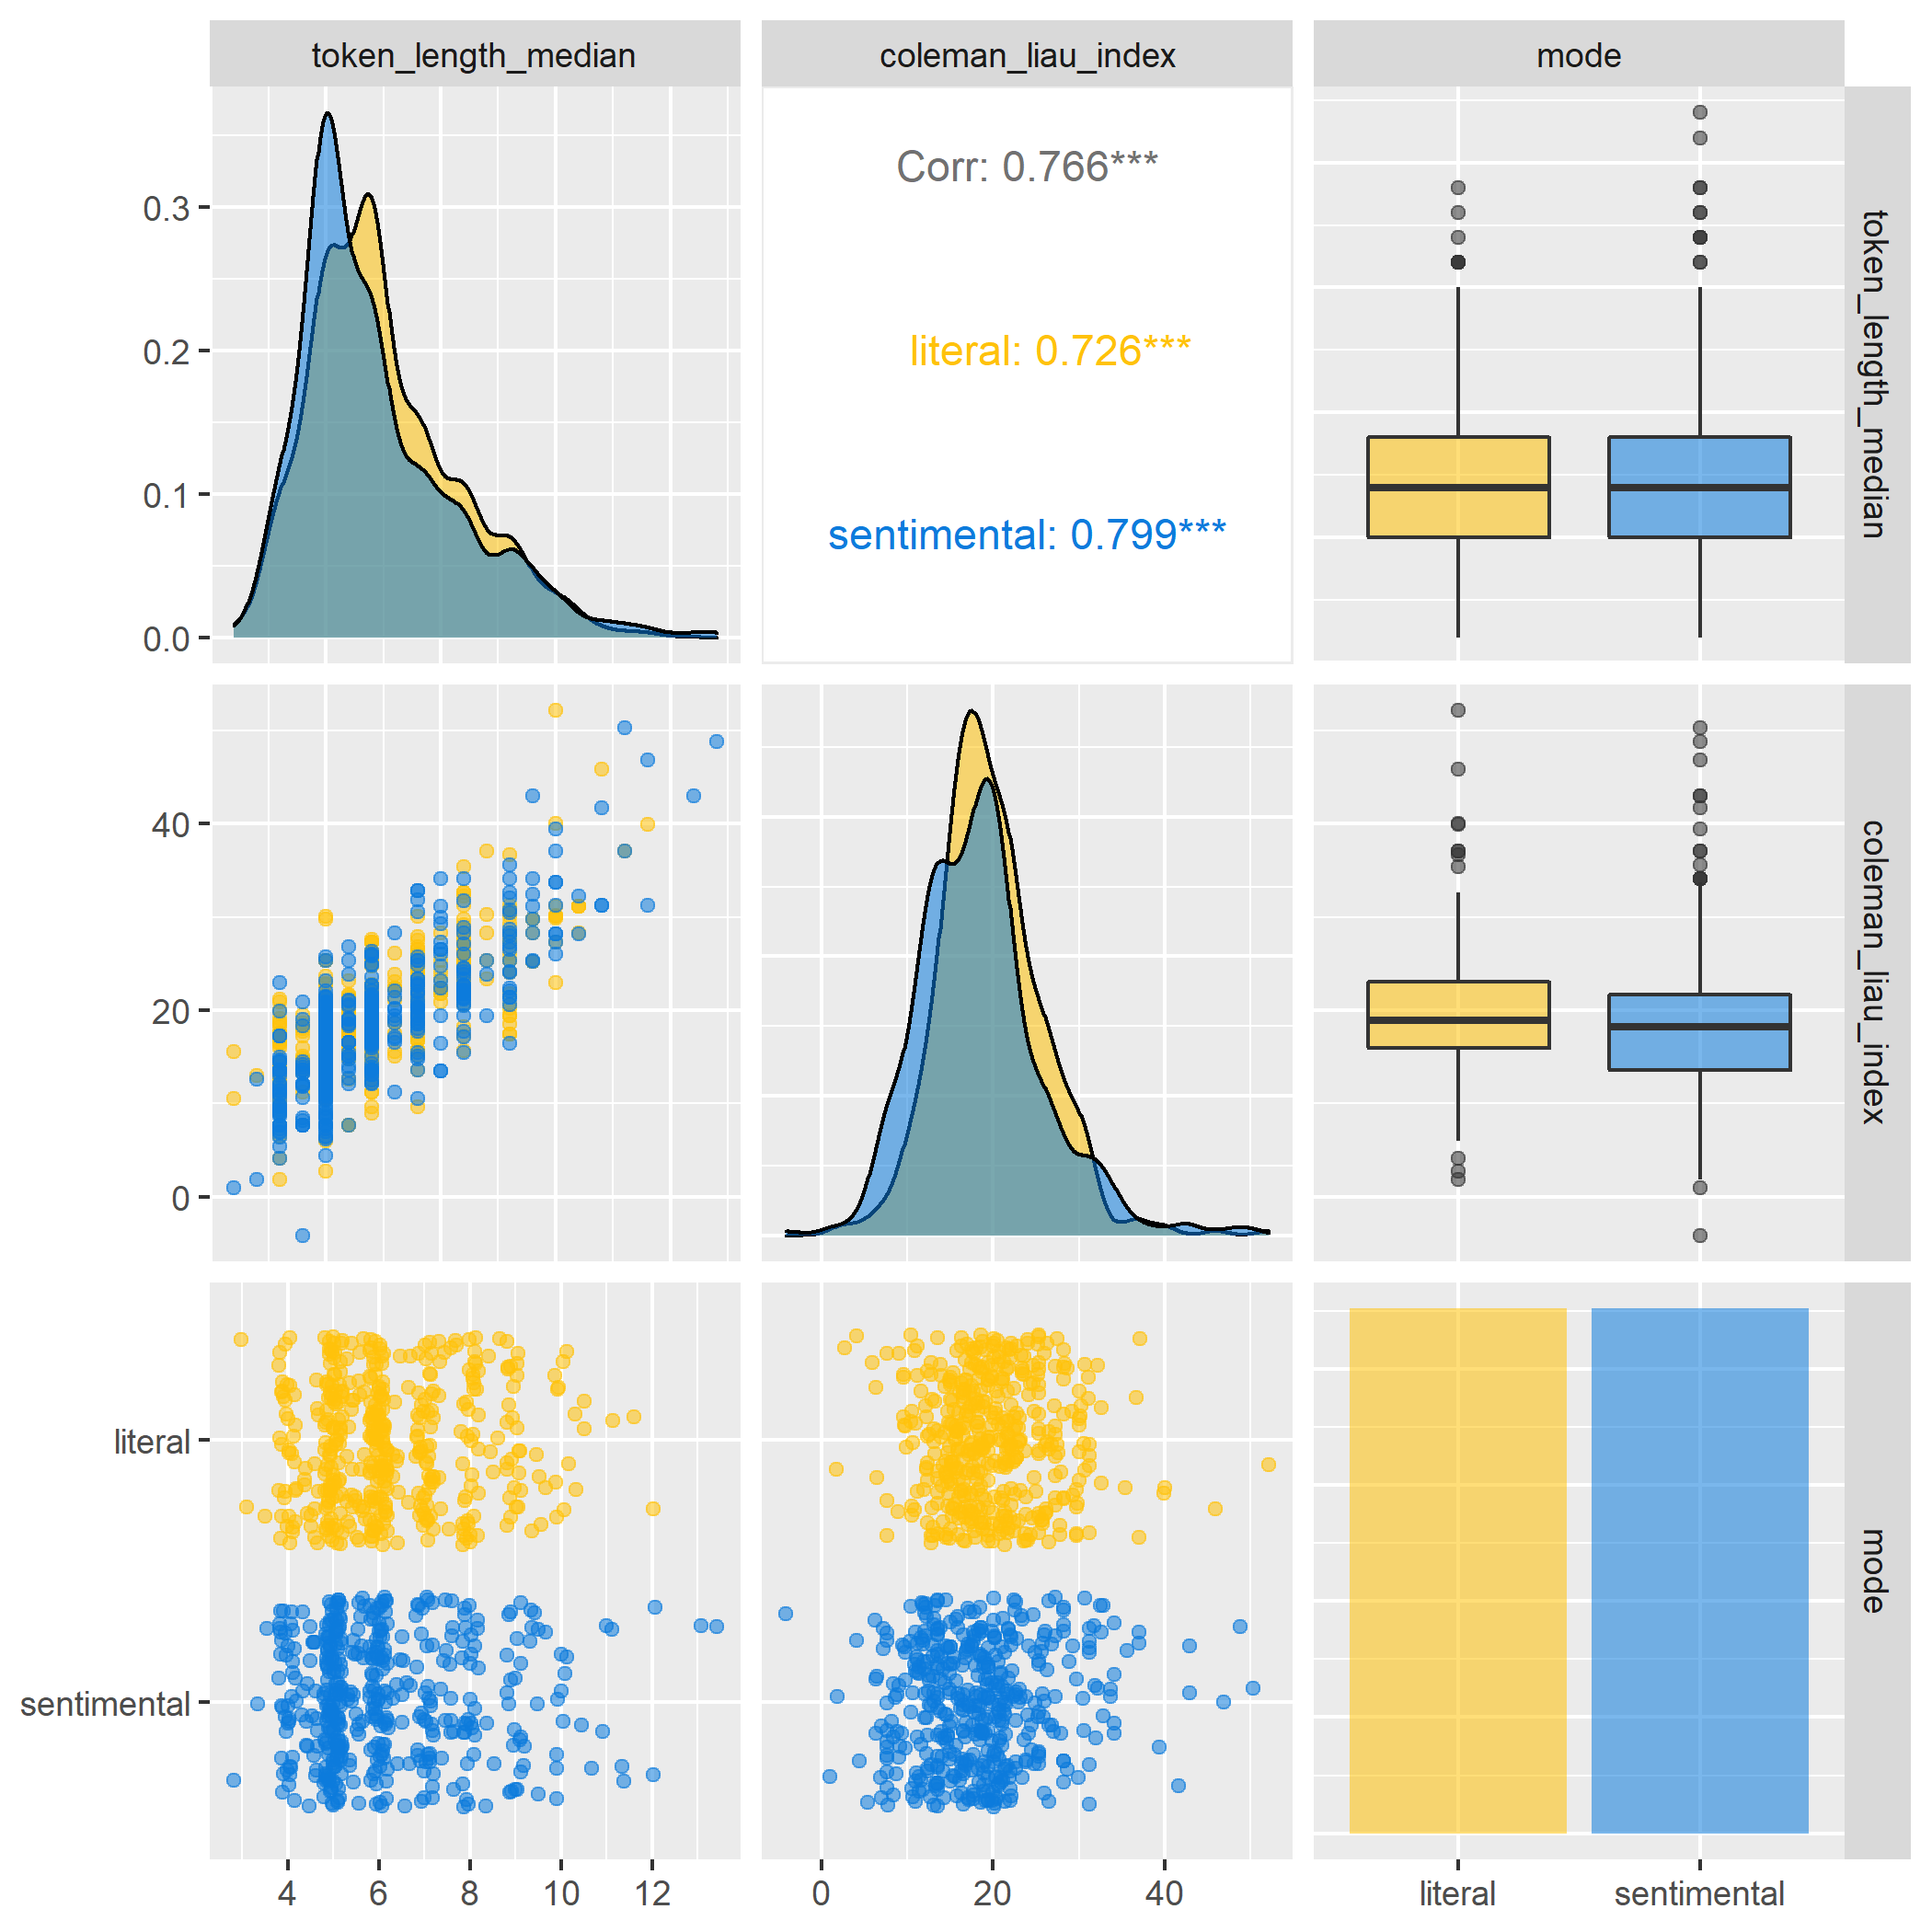 token_length_median
coleman_liau_index
mode
Corr: 0.766***
literal: 0.726***
sentimental: 0.799***
token_length_median
0.3
0.2
0.1
0.0
coleman_liau_index
40
20
0
mode
literal
sentimental
4 6 8 10 12
0 20 40
literal sentimental